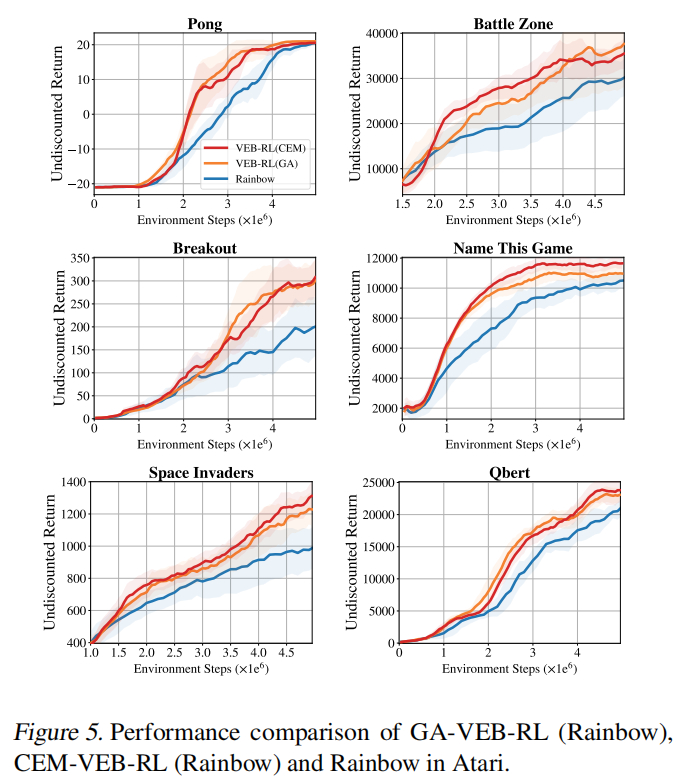 Pong
Undiscounted Return
20
10
0
−10
−20
VEB-RL(CEM)
VEB-RL(GA)
Rainbow
0 1 2 3 4
Environment Steps (×1e⁶)
Battle Zone
Undiscounted Return
40000
30000
20000
10000
1.5 2.0 2.5 3.0 3.5 4.0 4.5
Environment Steps (×1e⁶)
Breakout
Undiscounted Return
350
300
250
200
150
100
50
0
0 1 2 3 4
Environment Steps (×1e⁶)
Name This Game
Undiscounted Return
12000
10000
8000
6000
4000
2000
0 1 2 3 4
Environment Steps (×1e⁶)
Space Invaders
Undiscounted Return
1400
1200
1000
800
600
400
1.0 1.5 2.0 2.5 3.0 3.5 4.0 4.5
Environment Steps (×1e⁶)
Qbert
Undiscounted Return
25000
20000
15000
10000
5000
0
0 1 2 3 4
Environment Steps (×1e⁶)
Figure 5. Performance comparison of GA-VEB-RL (Rainbow),
CEM-VEB-RL (Rainbow) and Rainbow in Atari.